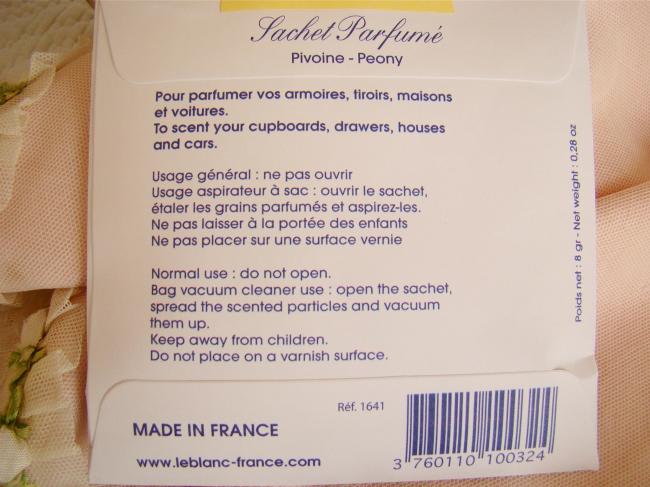 Sachet Parfumé
Pivoine - Peony
Pour parfumer vos armoires, tiroirs, maisons
et voitures.
To scent your cupboards, drawers, houses
and cars.
Usage général : ne pas ouvrir
Usage aspirateur à sac : ouvrir le sachet,
étaler les grains parfumés et aspirez-les.
Ne pas laisser à la portée des enfants
Ne pas placer sur une surface vernie
Normal use : do not open.
Bag vacuum cleaner use : open the sachet,
spread the scented particles and vacuum
them up.
Keep away from children.
Do not place on a varnish surface.
Poids net : 8 gr - Net weight : 0,28 oz
Réf. 1641
MADE IN FRANCE
www.leblanc-france.com
3 760110 100324